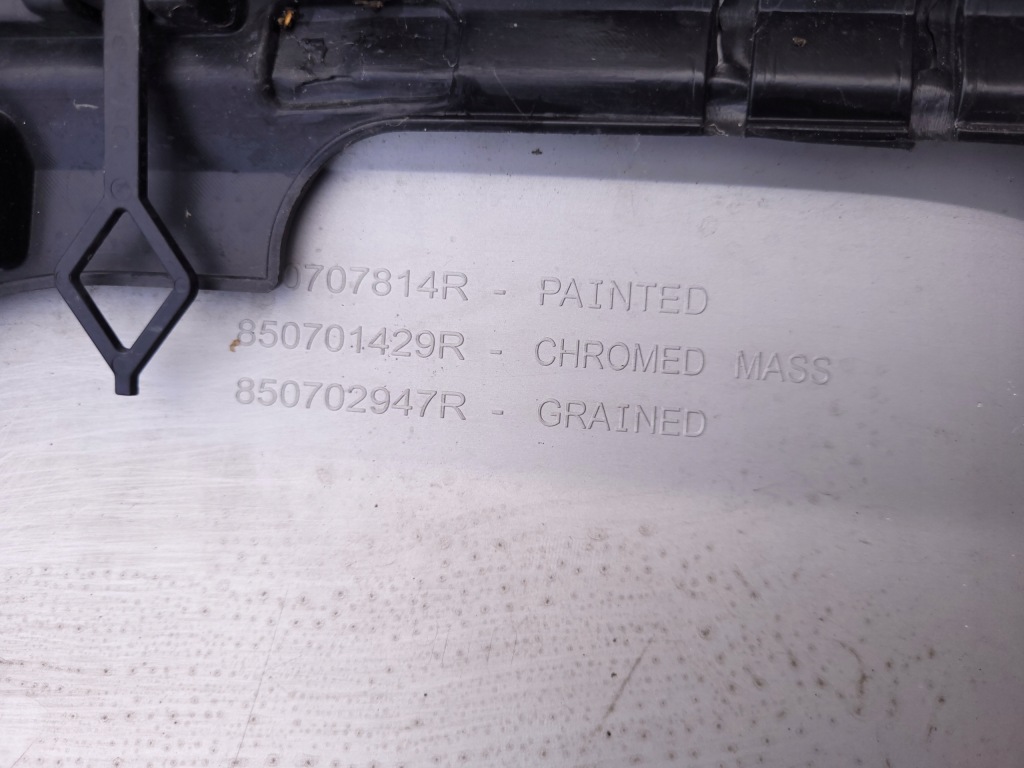 0707814R - PAINTED
850701429R - CHROMED MASS
850702947R - GRAINED